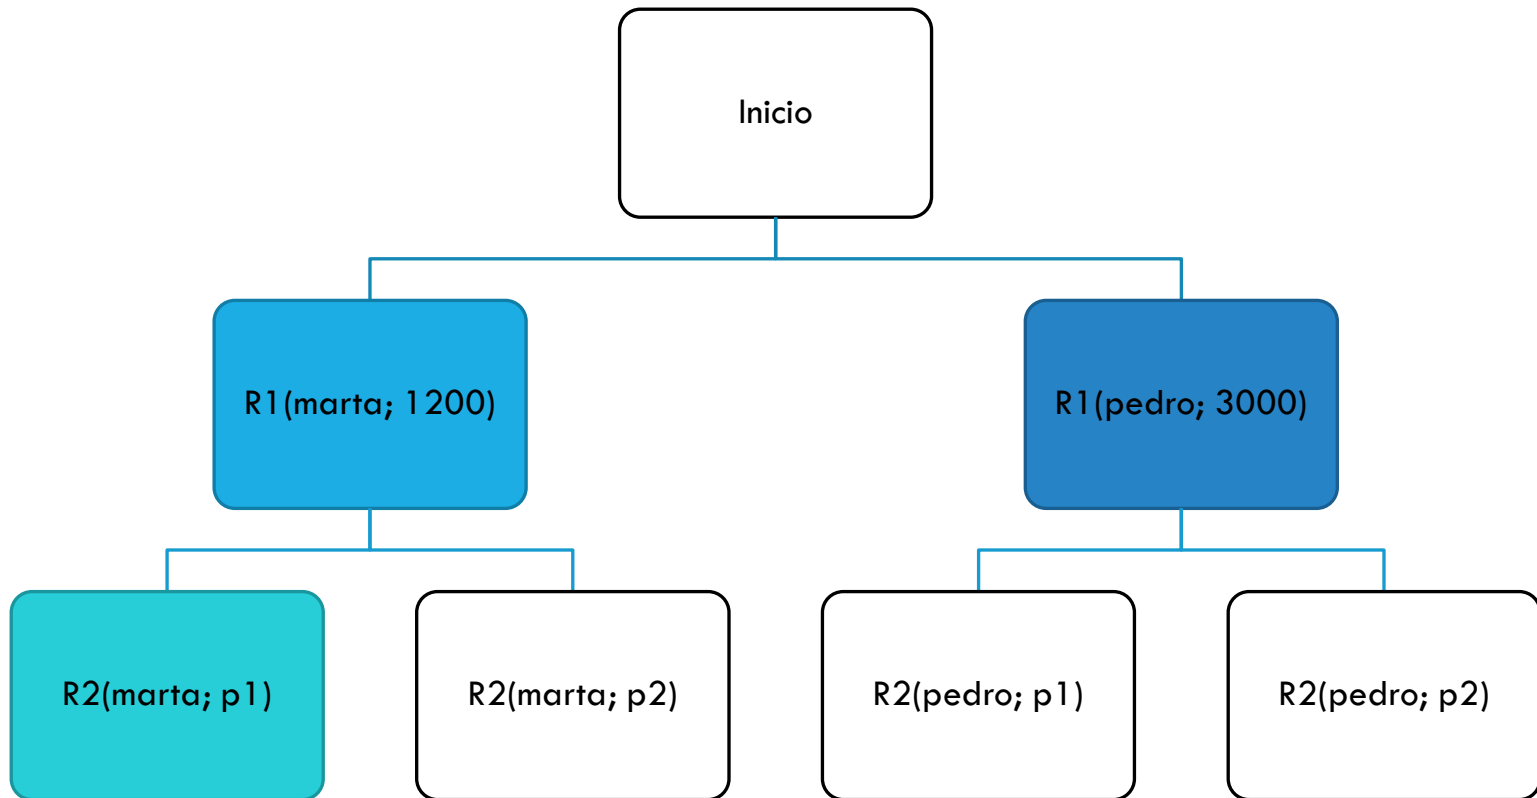 Inicio
R1(marta; 1200)
R1(pedro; 3000)
R2(marta; p1)
R2(marta; p2)
R2(pedro; p1)
R2(pedro; p2)